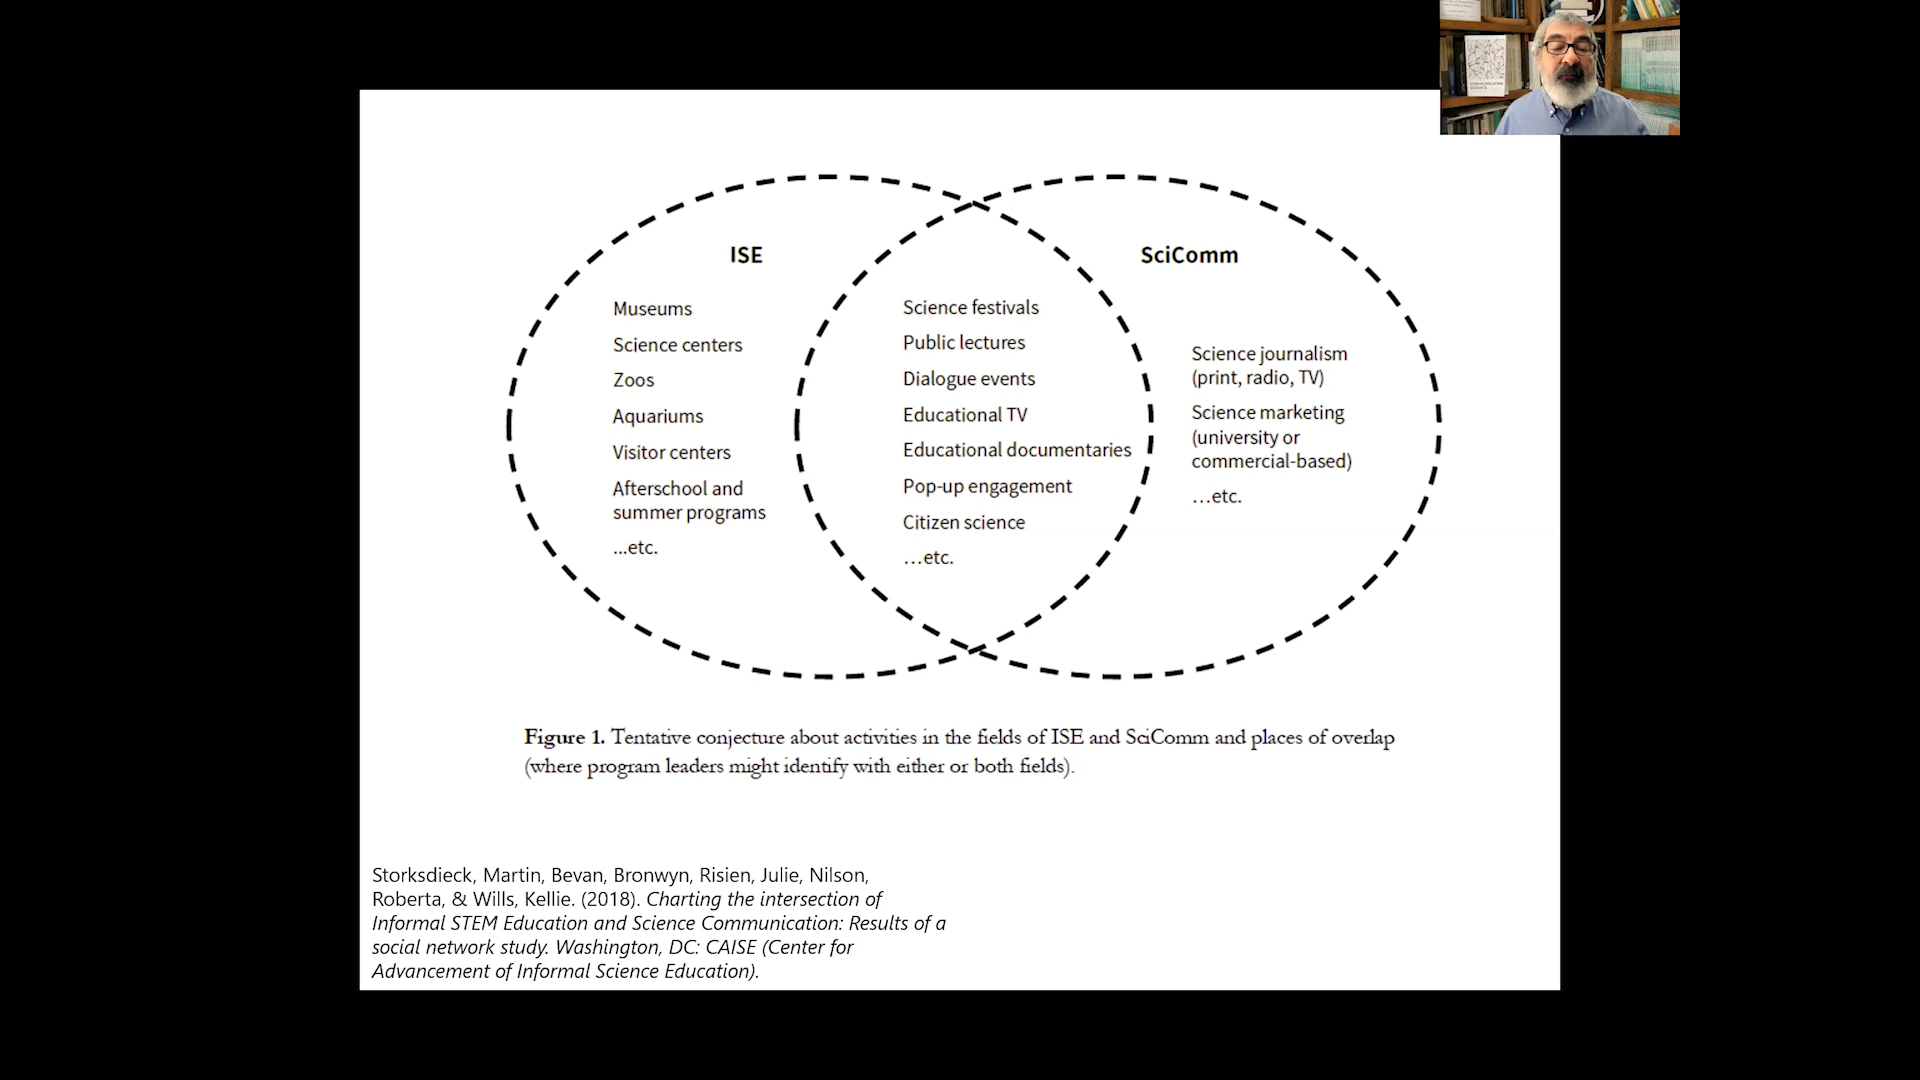 ISE
SciComm
Museums
Science centers
Zoos
Aquariums
Visitor centers
Afterschool and
summer programs
...etc.
Science festivals
Public lectures
Dialogue events
Educational TV
Educational documentaries
Pop-up engagement
Citizen science
...etc.
Science journalism
(print, radio, TV)
Science marketing
(university or
commercial-based)
...etc.
Figure 1. Tentative conjecture about activities in the fields of ISE and SciComm and places of overlap
(where program leaders might identify with either or both fields).
Storksdieck, Martin, Bevan, Bronwyn, Risien, Julie, Nilson,
Roberta, & Wills, Kellie. (2018). Charting the intersection of
Informal STEM Education and Science Communication: Results of a
social network study. Washington, DC: CAISE (Center for
Advancement of Informal Science Education).